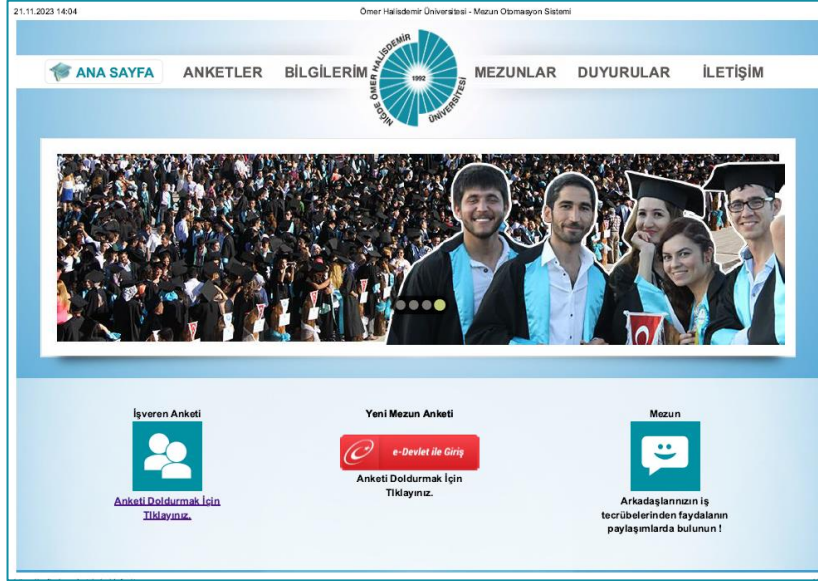 21.11.2023 14:04
Ömer Halisdemir Üniversitesi - Mezun Otomasyon Sistemi
ANA SAYFA
ANKETLER
BİLGİLERİM
NİĞDE ÖMER HALİSDEMİR ÜNİVERSİTESİ
1992
MEZUNLAR
DUYURULAR
İLETİŞİM
İşveren Anketi
Anketi Doldurmak İçin
Tıklayınız.
Yeni Mezun Anketi
e-Devlet ile Giriş
Anketi Doldurmak İçin
Tıklayınız.
Mezun
Arkadaşlarınızın iş
tecrübelerinden faydalanın
paylaşımlarda bulunun !